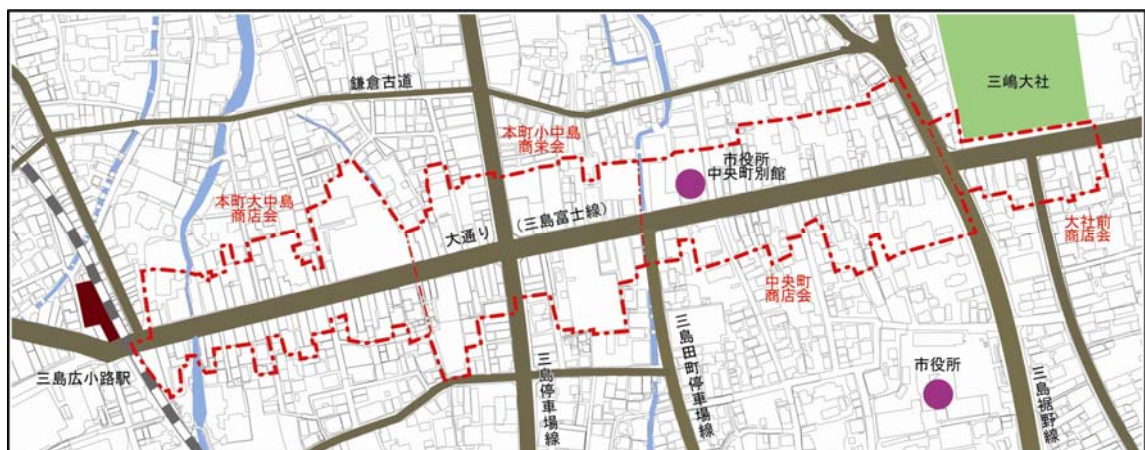 鎌倉古道
三嶋大社
本町小中島
商栄会
市役所
中央町別館
本町大中島
商店会
大通り（三島富士線）
大社前
商店会
中央町
商店会
三島広小路駅
三島停車場線
三島田町停車場線
市役所
三島裾野線